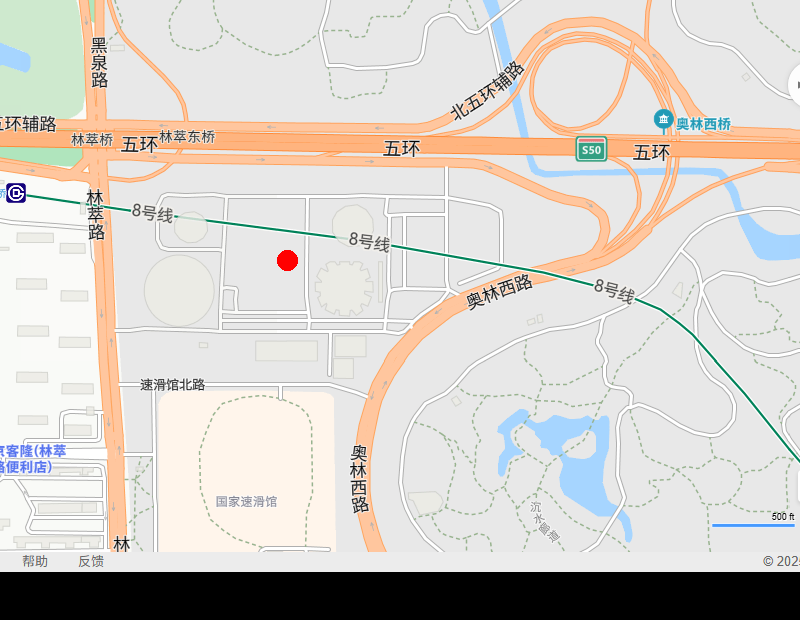 黑泉路
北五环辅路
五环辅路
林萃桥
五环
林萃东桥
五环
S50
五环
奥林西桥
桥
林萃路
8号线
8号线
8号线
奥林西路
速滑馆北路
京客隆(林萃
路便利店)
奥林西路
国家速滑馆
沉水廊道
500 ft
林
帮助
反馈
© 202